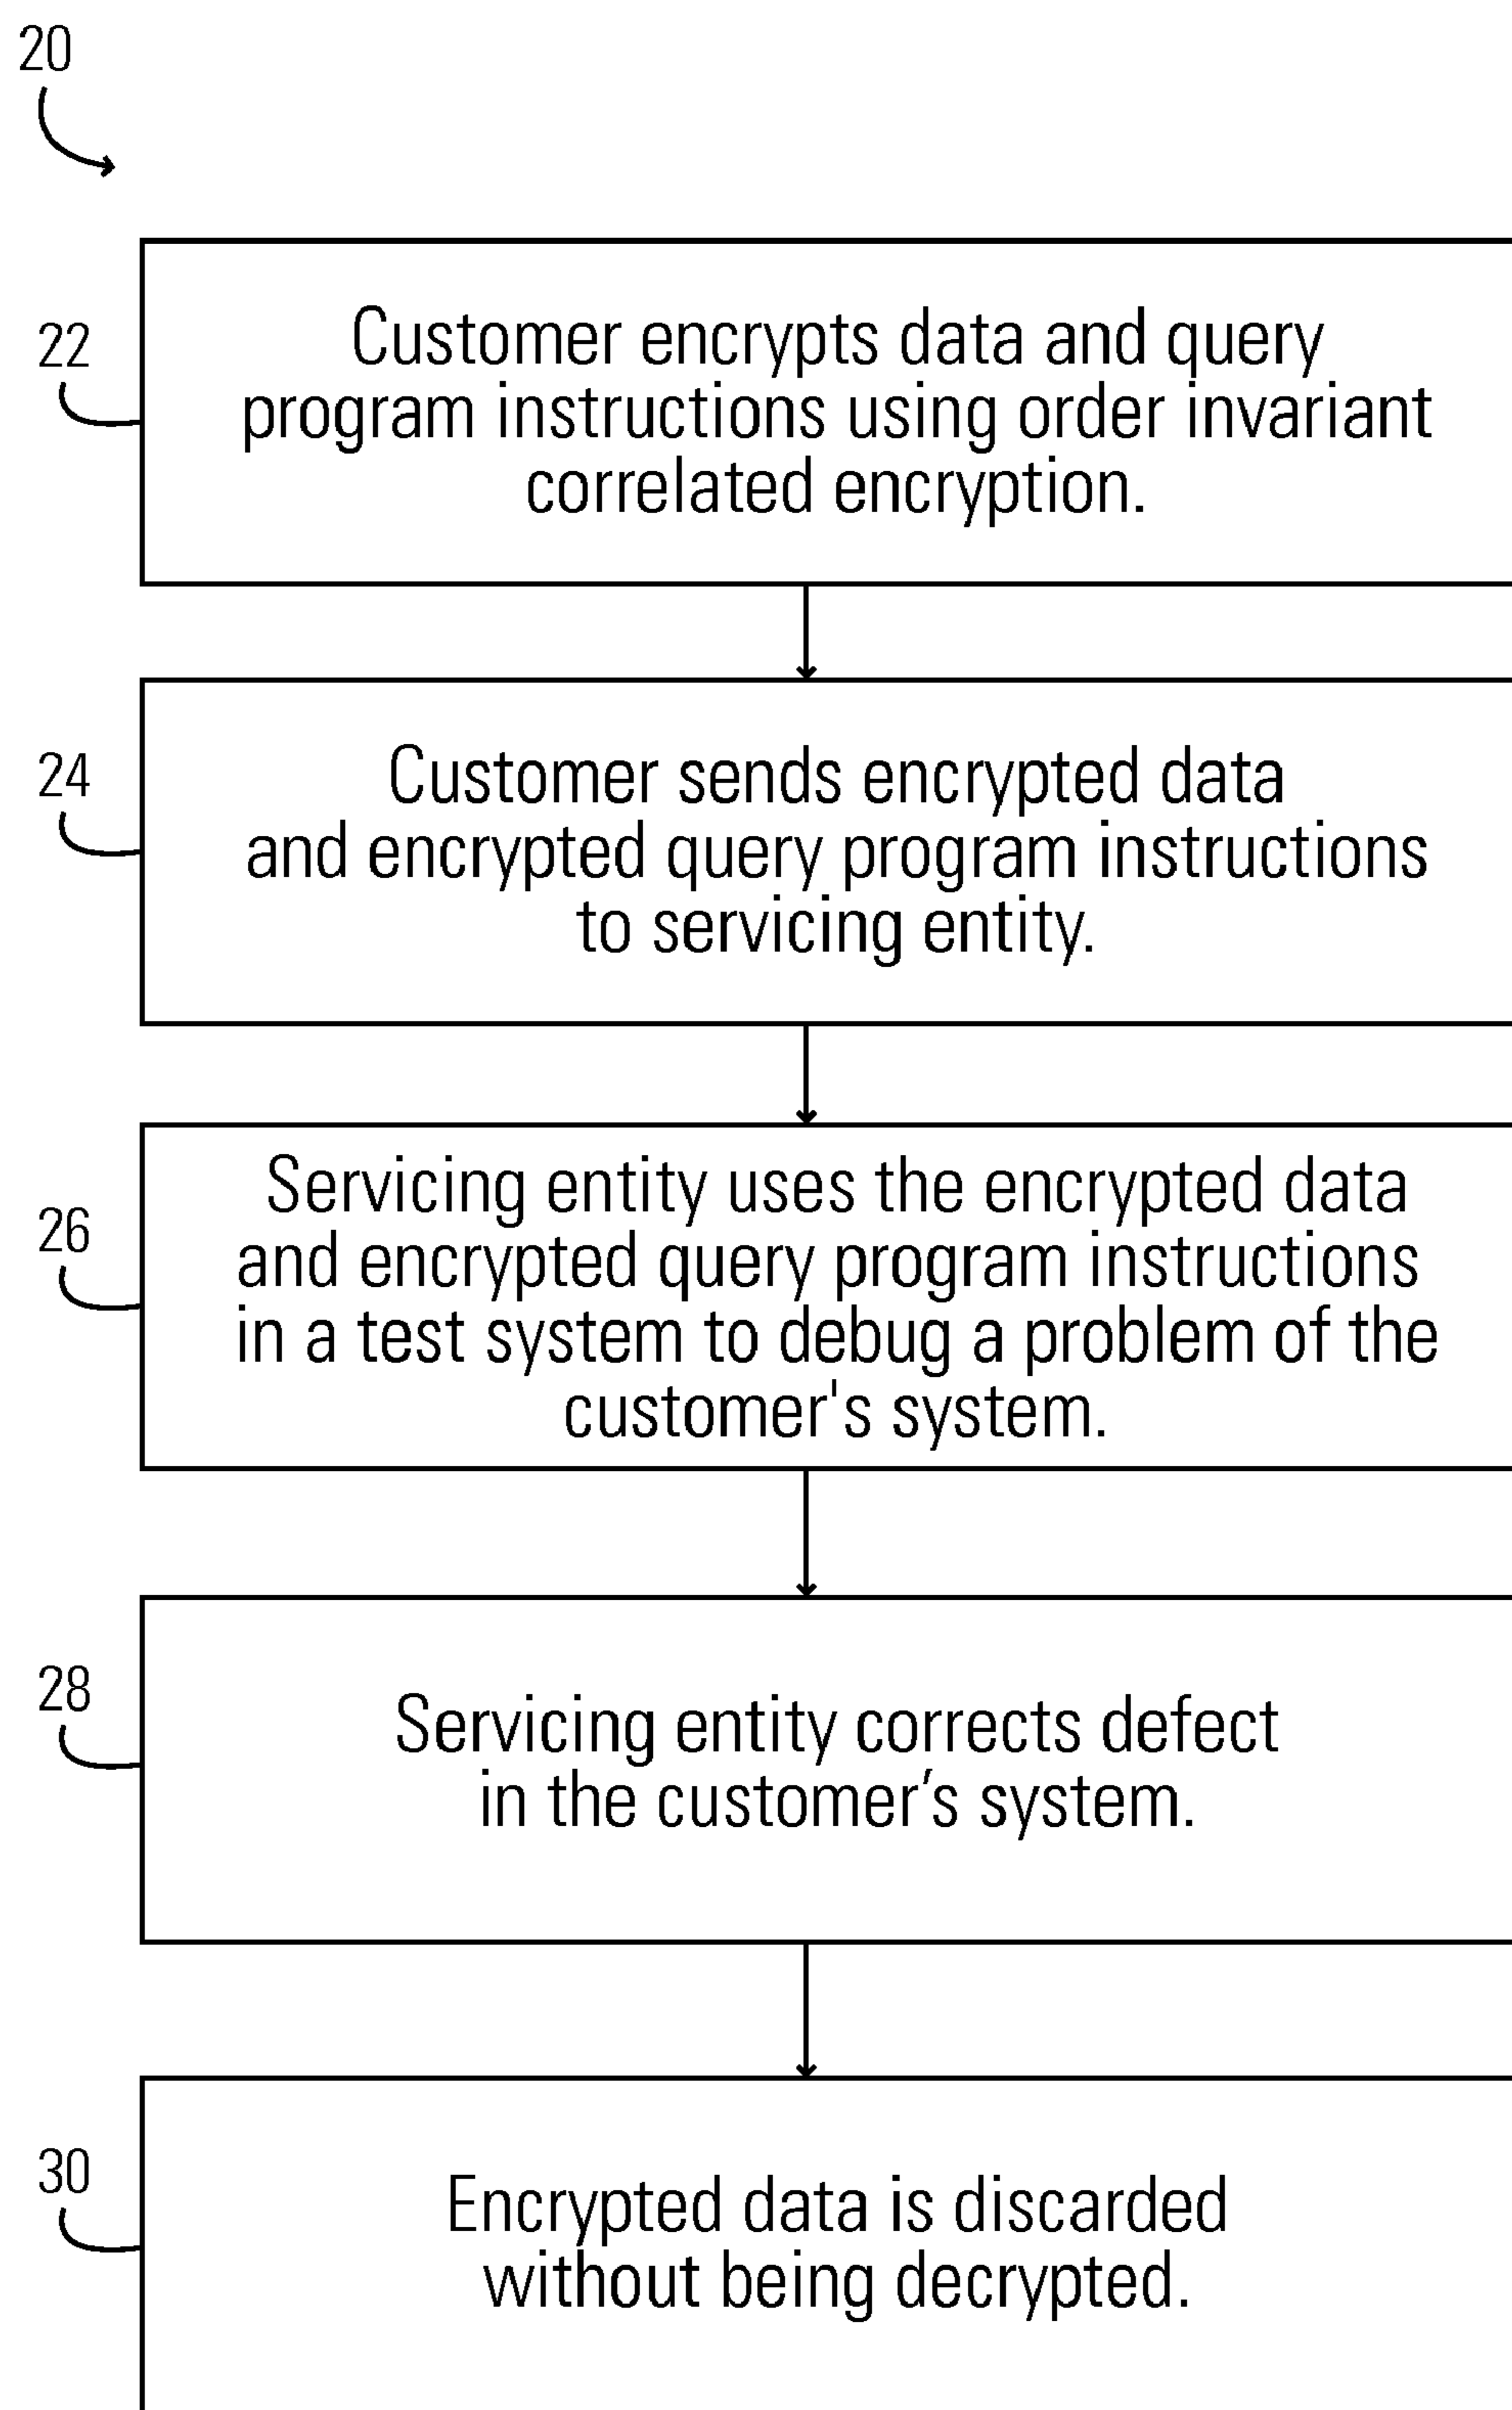 20
22
Customer encrypts data and query
program instructions using order invariant
correlated encryption.
24
Customer sends encrypted data
and encrypted query program instructions
to servicing entity.
26
Servicing entity uses the encrypted data
and encrypted query program instructions
in a test system to debug a problem of the
customer's system.
28
Servicing entity corrects defect
in the customer’s system.
30
Encrypted data is discarded
without being decrypted.